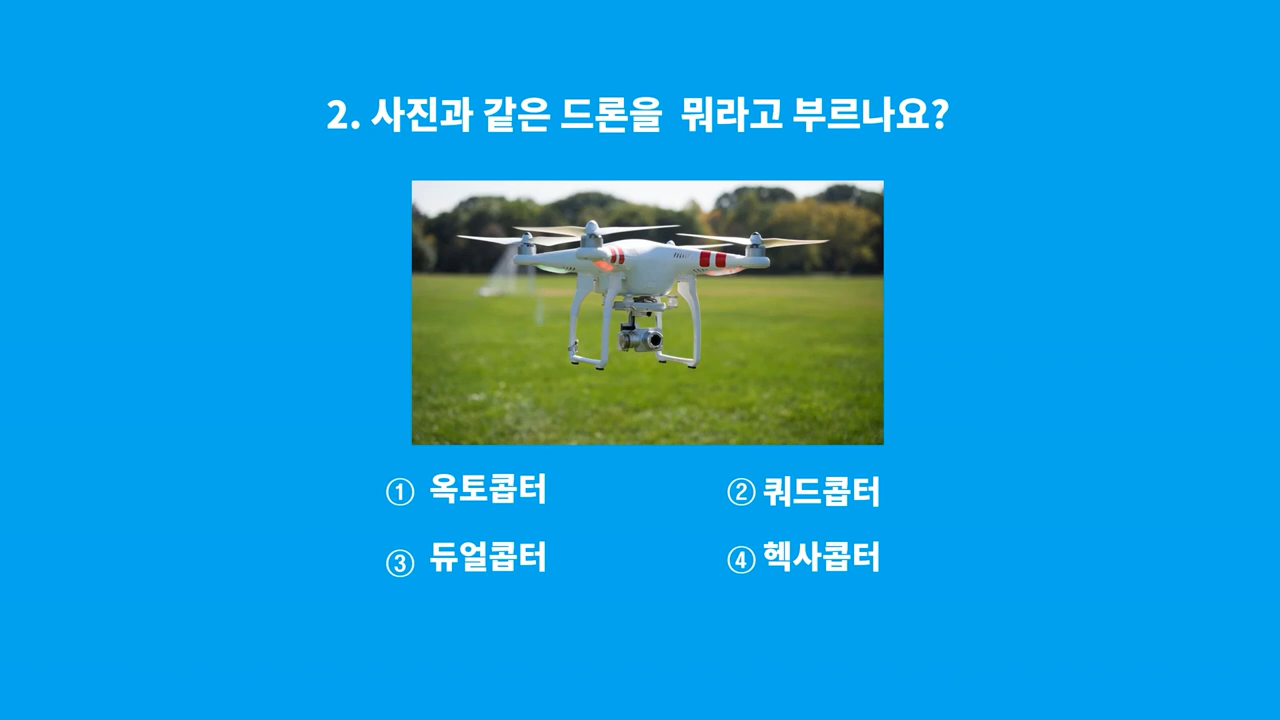 2. 사진과 같은 드론을 뭐라고 부르나요?
① 옥토콥터 ② 쿼드콥터
③ 듀얼콥터 ④ 헥사콥터